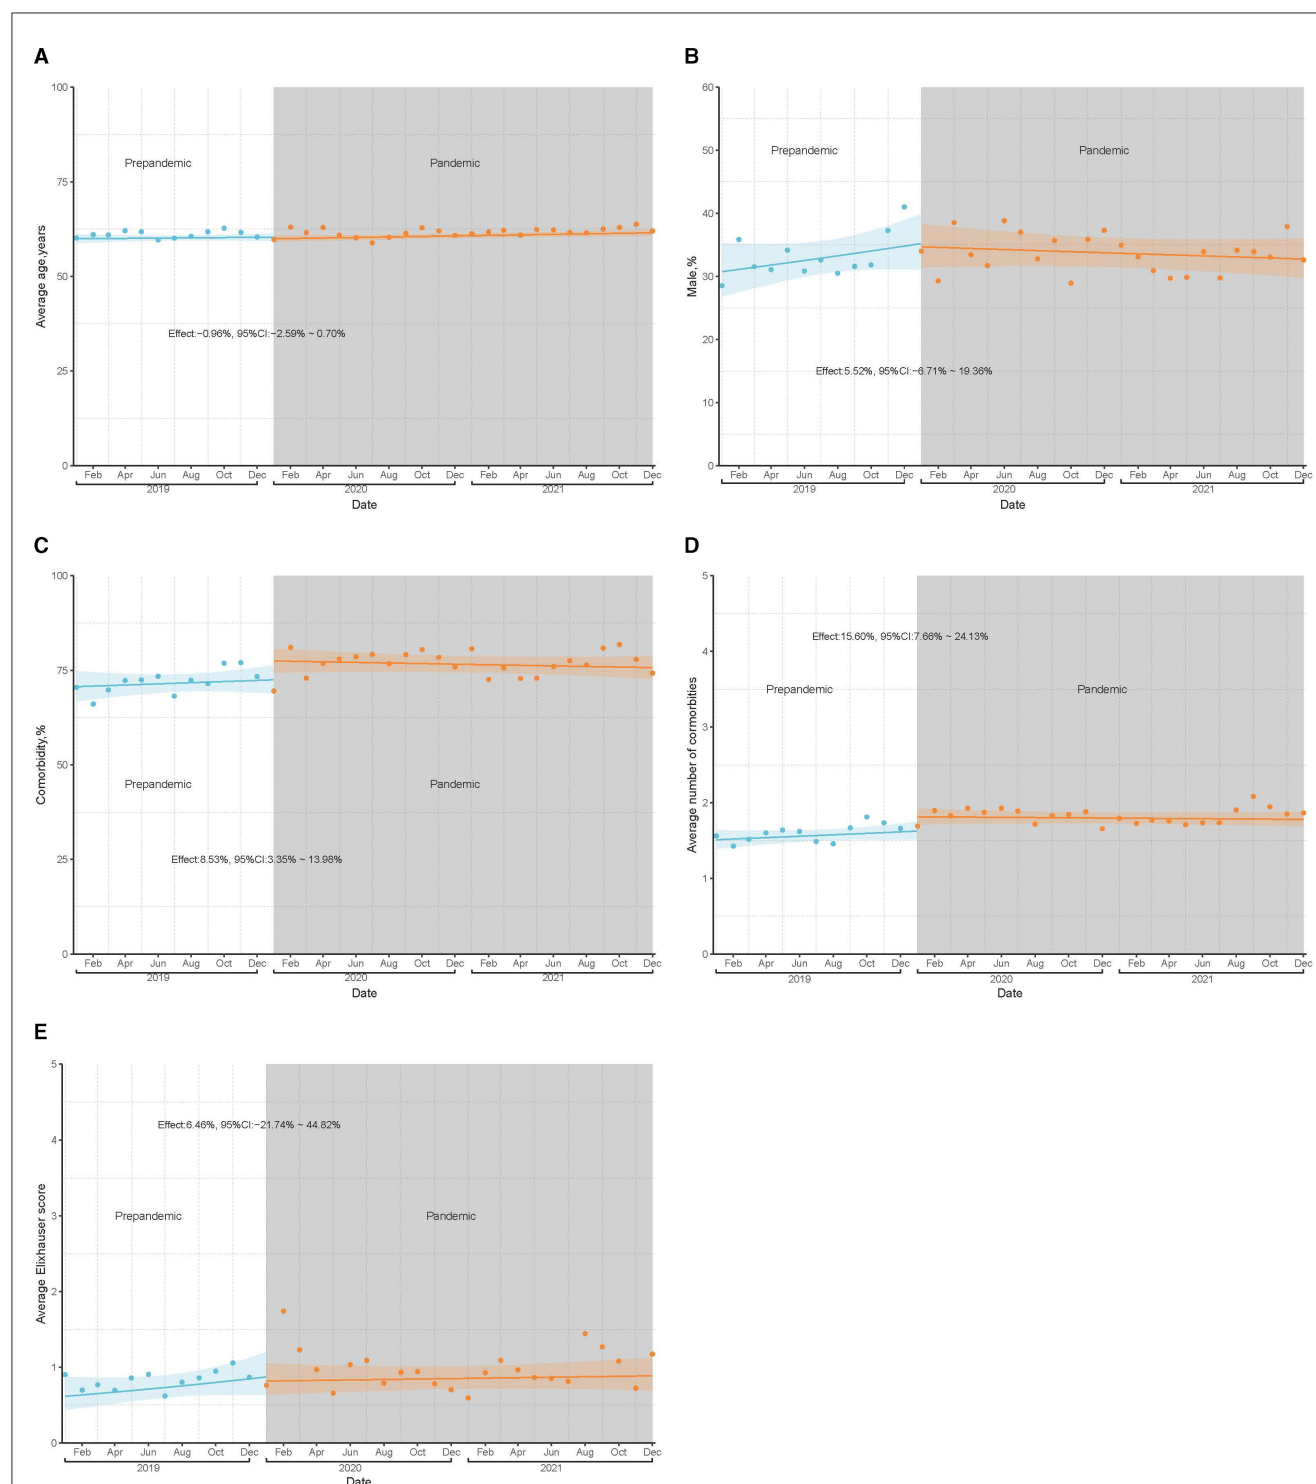 A
100
75
50
25
0
Average age,years
Prepandemic
Pandemic
Effect:−0.96%, 95%CI:−2.59% ~ 0.70%
Feb Apr Jun Aug Oct Dec Feb Apr Jun Aug Oct Dec Feb Apr Jun Aug Oct Dec
2019 2020 2021
Date
B
60
50
40
30
20
10
0
Male,%
Prepandemic
Pandemic
Effect:5.52%, 95%CI:−6.71% ~ 19.36%
Feb Apr Jun Aug Oct Dec Feb Apr Jun Aug Oct Dec Feb Apr Jun Aug Oct Dec
2019 2020 2021
Date
C
100
75
50
25
0
Comorbidity,%
Prepandemic
Pandemic
Effect:8.53%, 95%CI:3.35% ~ 13.98%
Feb Apr Jun Aug Oct Dec Feb Apr Jun Aug Oct Dec Feb Apr Jun Aug Oct Dec
2019 2020 2021
Date
D
5
4
3
2
1
0
Average number of cormorbities
Effect:15.60%, 95%CI:7.66% ~ 24.13%
Prepandemic
Pandemic
Feb Apr Jun Aug Oct Dec Feb Apr Jun Aug Oct Dec Feb Apr Jun Aug Oct Dec
2019 2020 2021
Date
E
5
4
3
2
1
0
Average Elixhauser score
Effect:6.46%, 95%CI:−21.74% ~ 44.82%
Prepandemic
Pandemic
Feb Apr Jun Aug Oct Dec Feb Apr Jun Aug Oct Dec Feb Apr Jun Aug Oct Dec
2019 2020 2021
Date